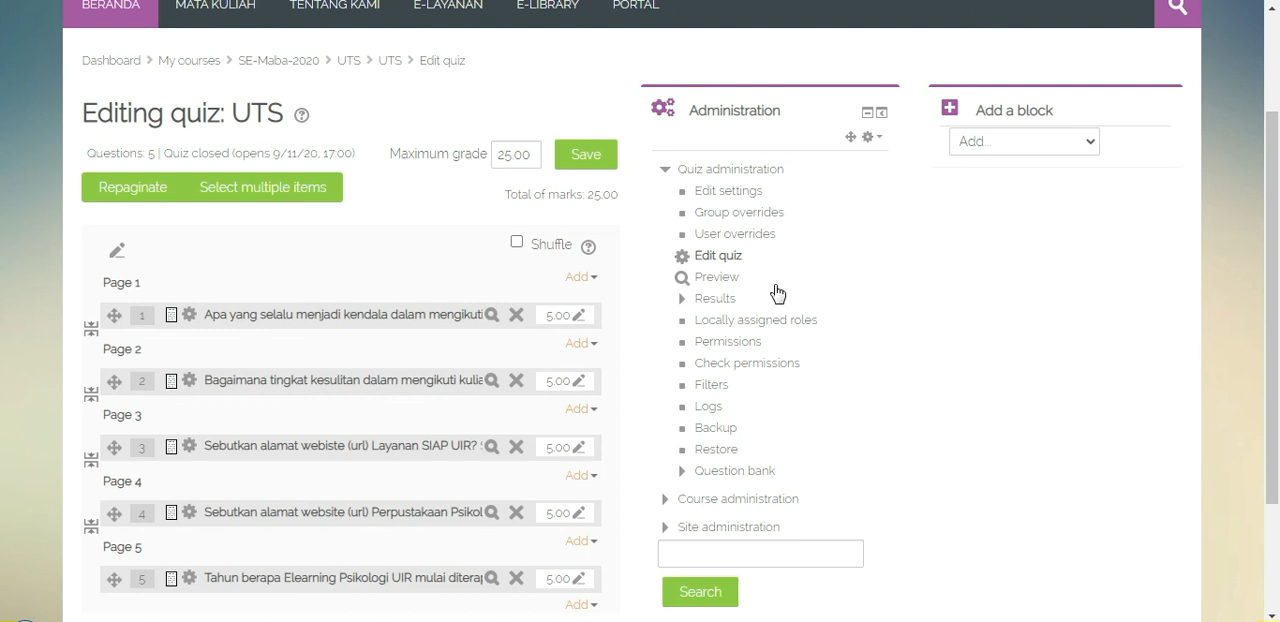 BERANDA MATA KULIAH TENTANG KAMI E-LAYANAN E-LIBRARY PORTAL
Dashboard My courses SE-Maba-2020 UTS UTS Edit quiz
Editing quiz: UTS
Questions: 5 | Quiz closed (opens 9/11/20, 17:00)
Maximum grade 25.00 Save
Repaginate Select multiple items
Total of marks: 25.00
Shuffle
Page 1
Add
1 Apa yang selalu menjadi kendala dalam mengikuti 5.00
Page 2
Add
2 Bagaimana tingkat kesulitan dalam mengikuti kulia 5.00
Page 3
Add
3 Sebutkan alamat webiste (url) Layanan SIAP UIR? 5.00
Page 4
Add
4 Sebutkan alamat website (url) Perpustakaan Psikol 5.00
Page 5
Add
5 Tahun berapa Elearning Psikologi UIR mulai diterap 5.00
Add
Administration
Quiz administration
Edit settings
Group overrides
User overrides
Edit quiz
Preview
Results
Locally assigned roles
Permissions
Check permissions
Filters
Logs
Backup
Restore
Question bank
Course administration
Site administration
Search
Add a block
Add...